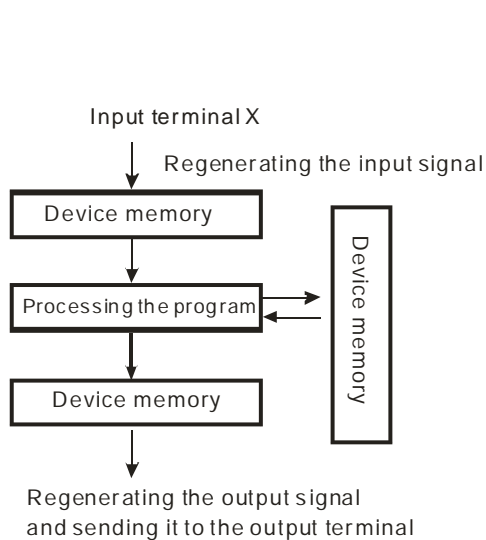 Input terminal X
Regenerating the input signal
Device memory
Processing the program
Device memory
Device memory
Regenerating the output signal
and sending it to the output terminal